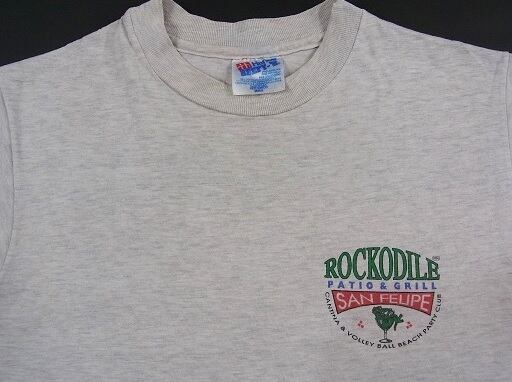 ROCKODILE
PATIO & GRILL
SAN FELIPE
CANTINA & VOLLEY BALL BEACH PARTY CLUB